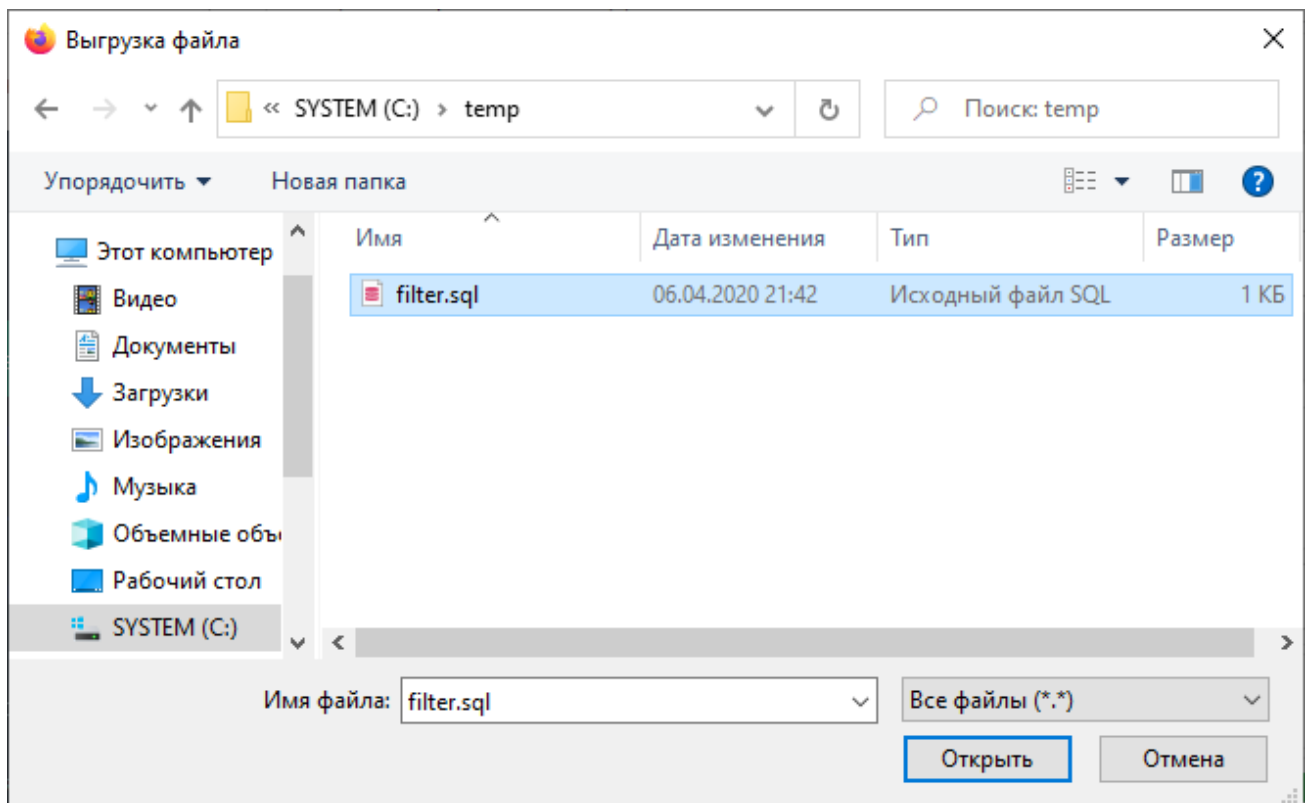 Выгрузка файла
« SYSTEM (C:) › temp
Поиск: temp
Упорядочить
Новая папка
?
Имя
Дата изменения
Тип
Размер
Этот компьютер
Видео
Документы
Загрузки
Изображения
Музыка
Объемные объ
Рабочий стол
SYSTEM (C:)
filter.sql 06.04.2020 21:42 Исходный файл SQL 1 КБ
Имя файла: filter.sql
Все файлы (*.*)
Открыть
Отмена